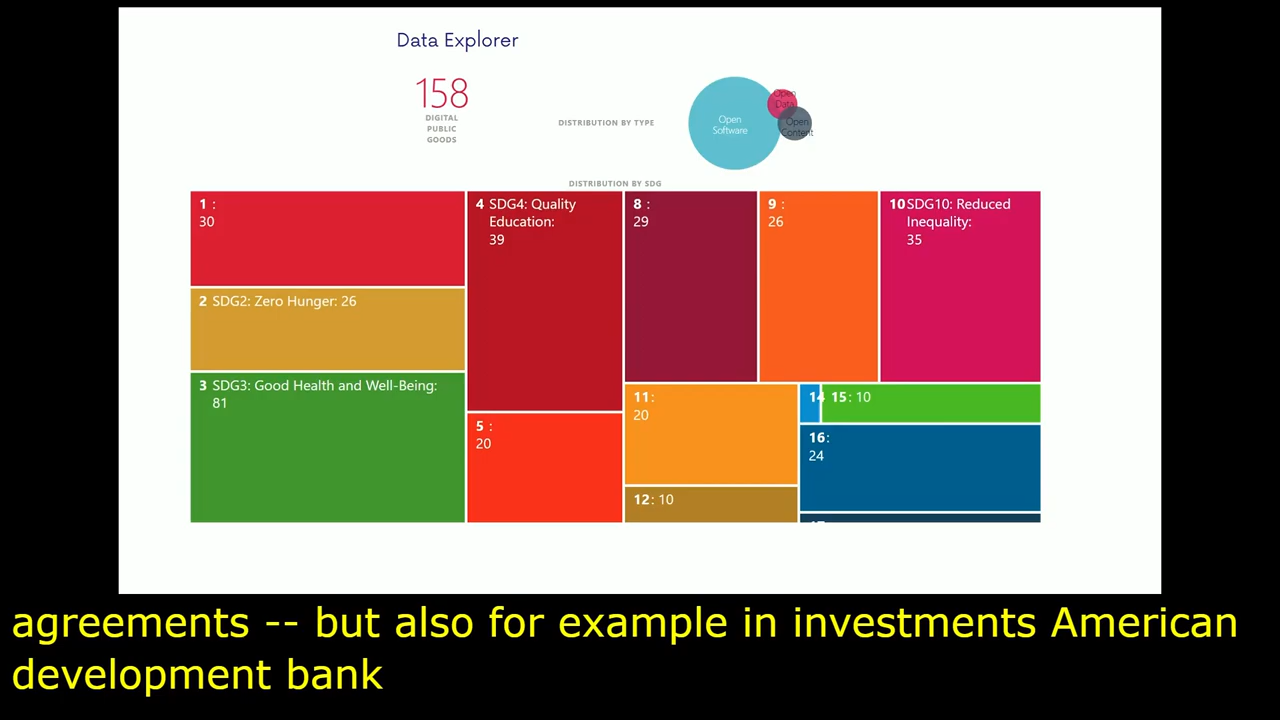 Data Explorer
158
DIGITAL
PUBLIC
GOODS
DISTRIBUTION BY TYPE
Open
Software
Open
Data
Open
Content
DISTRIBUTION BY SDG
1 :
30
2 SDG2: Zero Hunger: 26
3 SDG3: Good Health and Well-Being:
81
4 SDG4: Quality
Education:
39
5 :
20
8 :
29
9 :
26
10 SDG10: Reduced
Inequality:
35
11:
20
12: 10
14
15: 10
16:
24
agreements -- but also for example in investments American
development bank